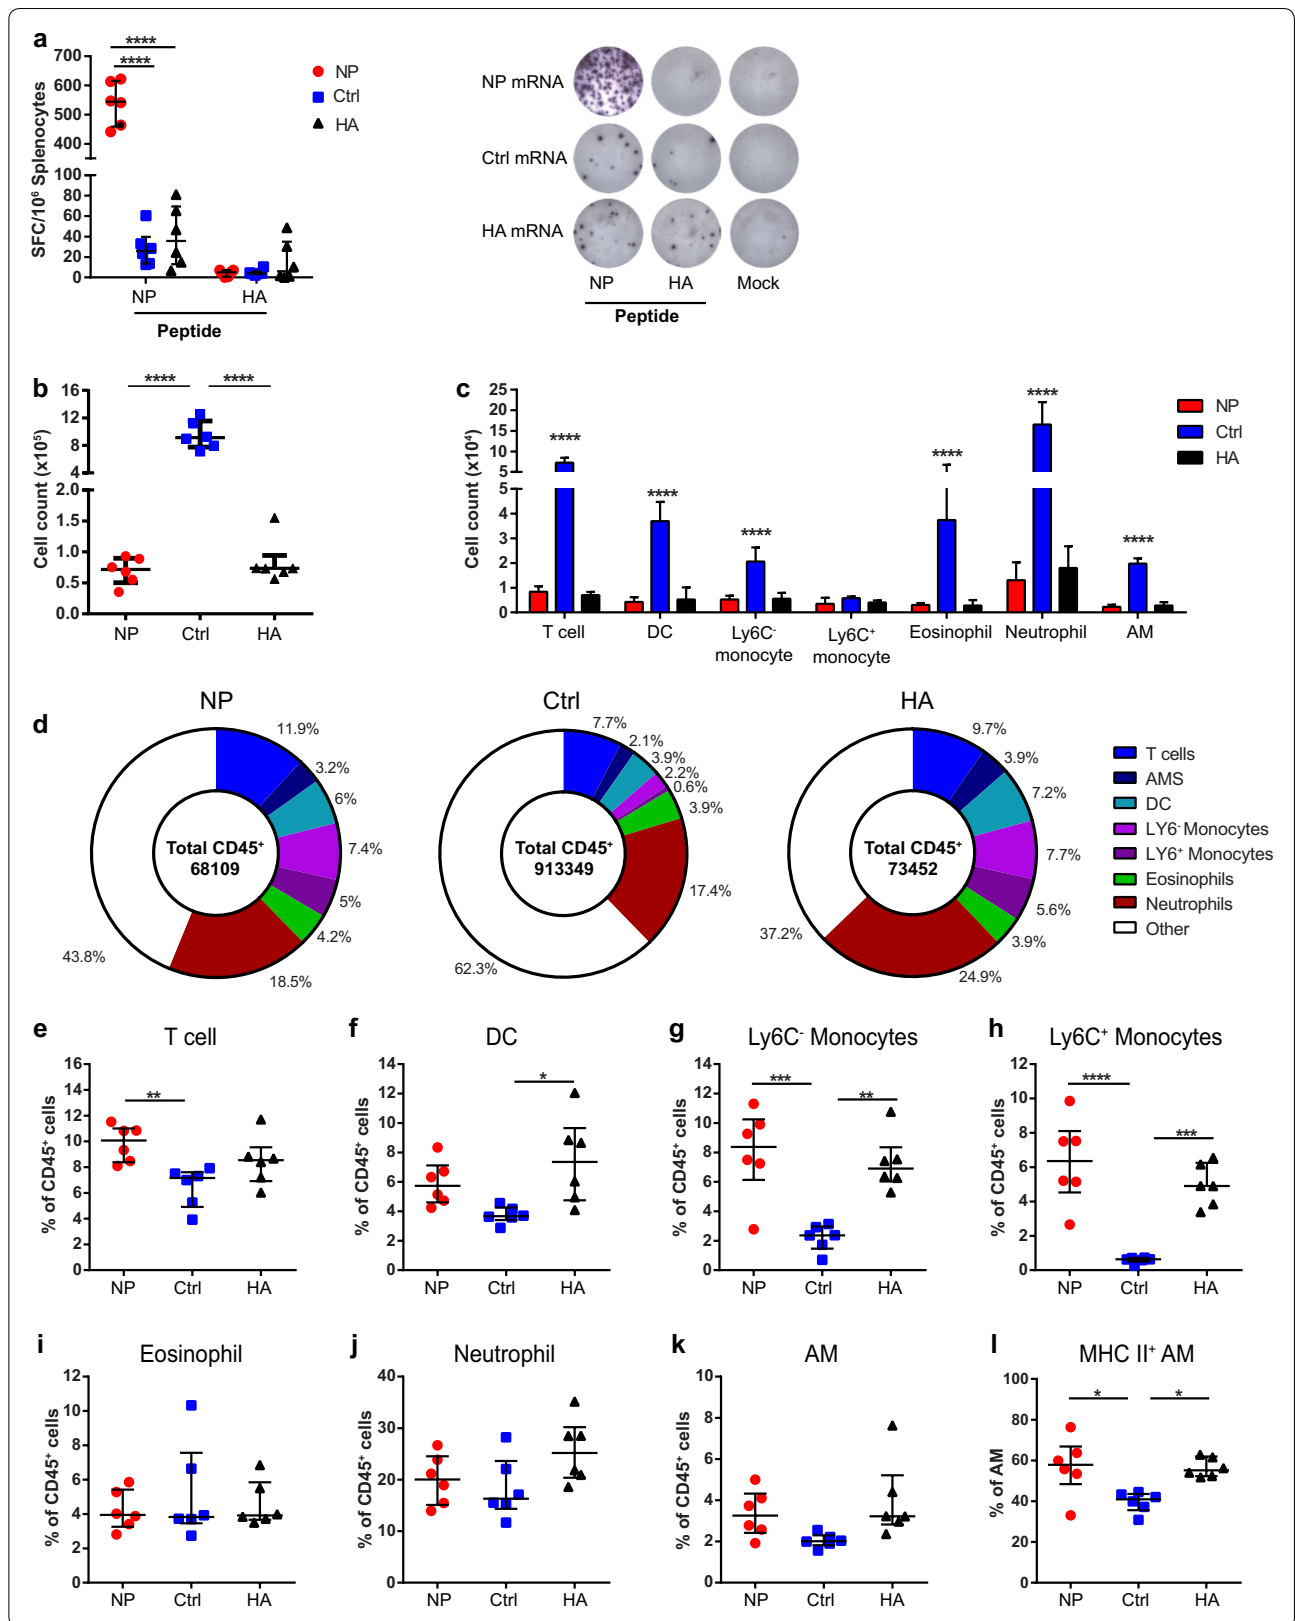 a
700
600
500
400
100
80
60
40
20
0
SFC/10⁶ Splenocytes
****
****
NP
Ctrl
HA
NP
HA
Peptide
NP mRNA
Ctrl mRNA
HA mRNA
NP
HA
Mock
Peptide
b
16
12
8
4
2.0
1.5
1.0
0.5
0.0
Cell count (x10⁵)
****
****
NP
Ctrl
HA
c
25
20
15
10
5
5
4
3
2
1
0
Cell count (x10⁴)
****
****
****
****
****
****
NP
Ctrl
HA
T cell
DC
Ly6C⁻
monocyte
Ly6C⁺
monocyte
Eosinophil
Neutrophil
AM
d
NP
11.9%
3.2%
6%
7.4%
5%
4.2%
18.5%
43.8%
Total CD45⁺
68109
Ctrl
7.7%
2.1%
3.9%
2.2%
0.6%
3.9%
17.4%
62.3%
Total CD45⁺
913349
HA
9.7%
3.9%
7.2%
7.7%
5.6%
3.9%
24.9%
37.2%
Total CD45⁺
73452
T cells
AMS
DC
LY6⁻Monocytes
LY6⁺ Monocytes
Eosinophils
Neutrophils
Other
e
T cell
16
14
12
10
8
6
4
2
0
% of CD45⁺ cells
**
NP
Ctrl
HA
f
DC
14
12
10
8
6
4
2
0
% of CD45⁺ cells
*
NP
Ctrl
HA
g
Ly6C⁻ Monocytes
14
12
10
8
6
4
2
0
% of CD45⁺ cells
***
**
NP
Ctrl
HA
h
Ly6C⁺ Monocytes
12
10
8
6
4
2
0
% of CD45⁺ cells
****
***
NP
Ctrl
HA
i
Eosinophil
12
10
8
6
4
2
0
% of CD45⁺ cells
NP
Ctrl
HA
j
Neutrophil
40
30
20
10
0
% of CD45⁺ cells
NP
Ctrl
HA
k
AM
10
8
6
4
2
0
% of CD45⁺ cells
NP
Ctrl
HA
l
MHC II⁺ AM
100
80
60
40
20
0
% of AM
*
*
NP
Ctrl
HA